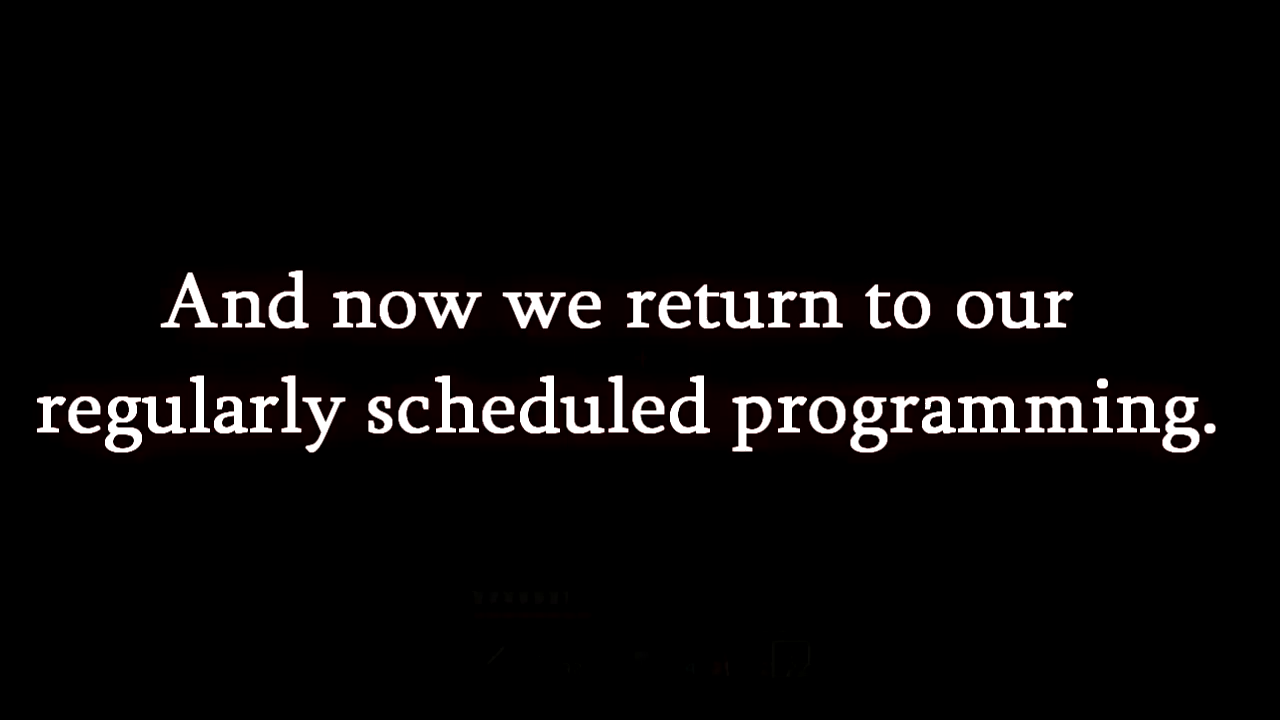 And now we return to our
regularly scheduled programming.